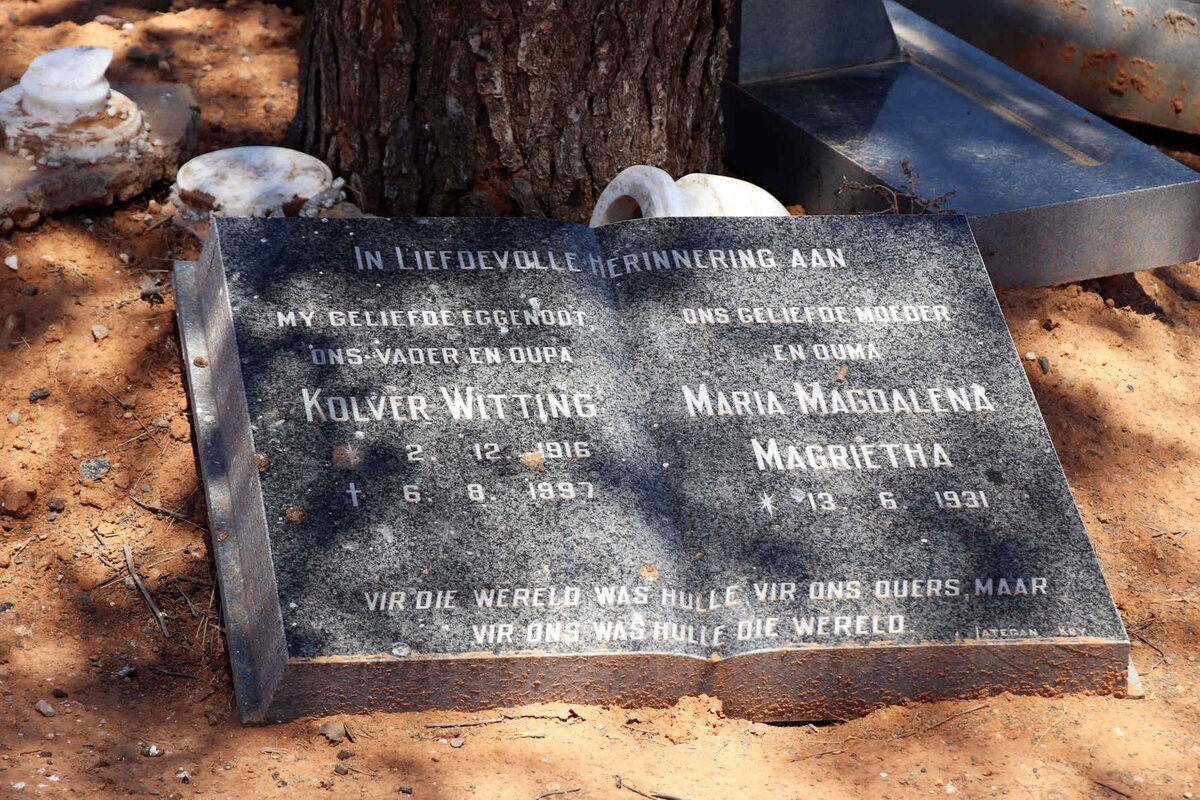 IN LIEFDEVOLLE HERINNERING AAN
MY GELIEFDE EGGENOOT,
ONS VADER EN OUPA
KOLVER WITTING
2. 12. 1916
† 6. 8. 1997
ONS GELIEFDE MOEDER
EN OUMA
MARIA MAGDALENA
MAGRIETHA
* 13. 6. 1931
VIR DIE WERELD WAS HULLE, VIR ONS OUERS, MAAR
VIR ONS WAS HULLE DIE WERELD
LATEGAN